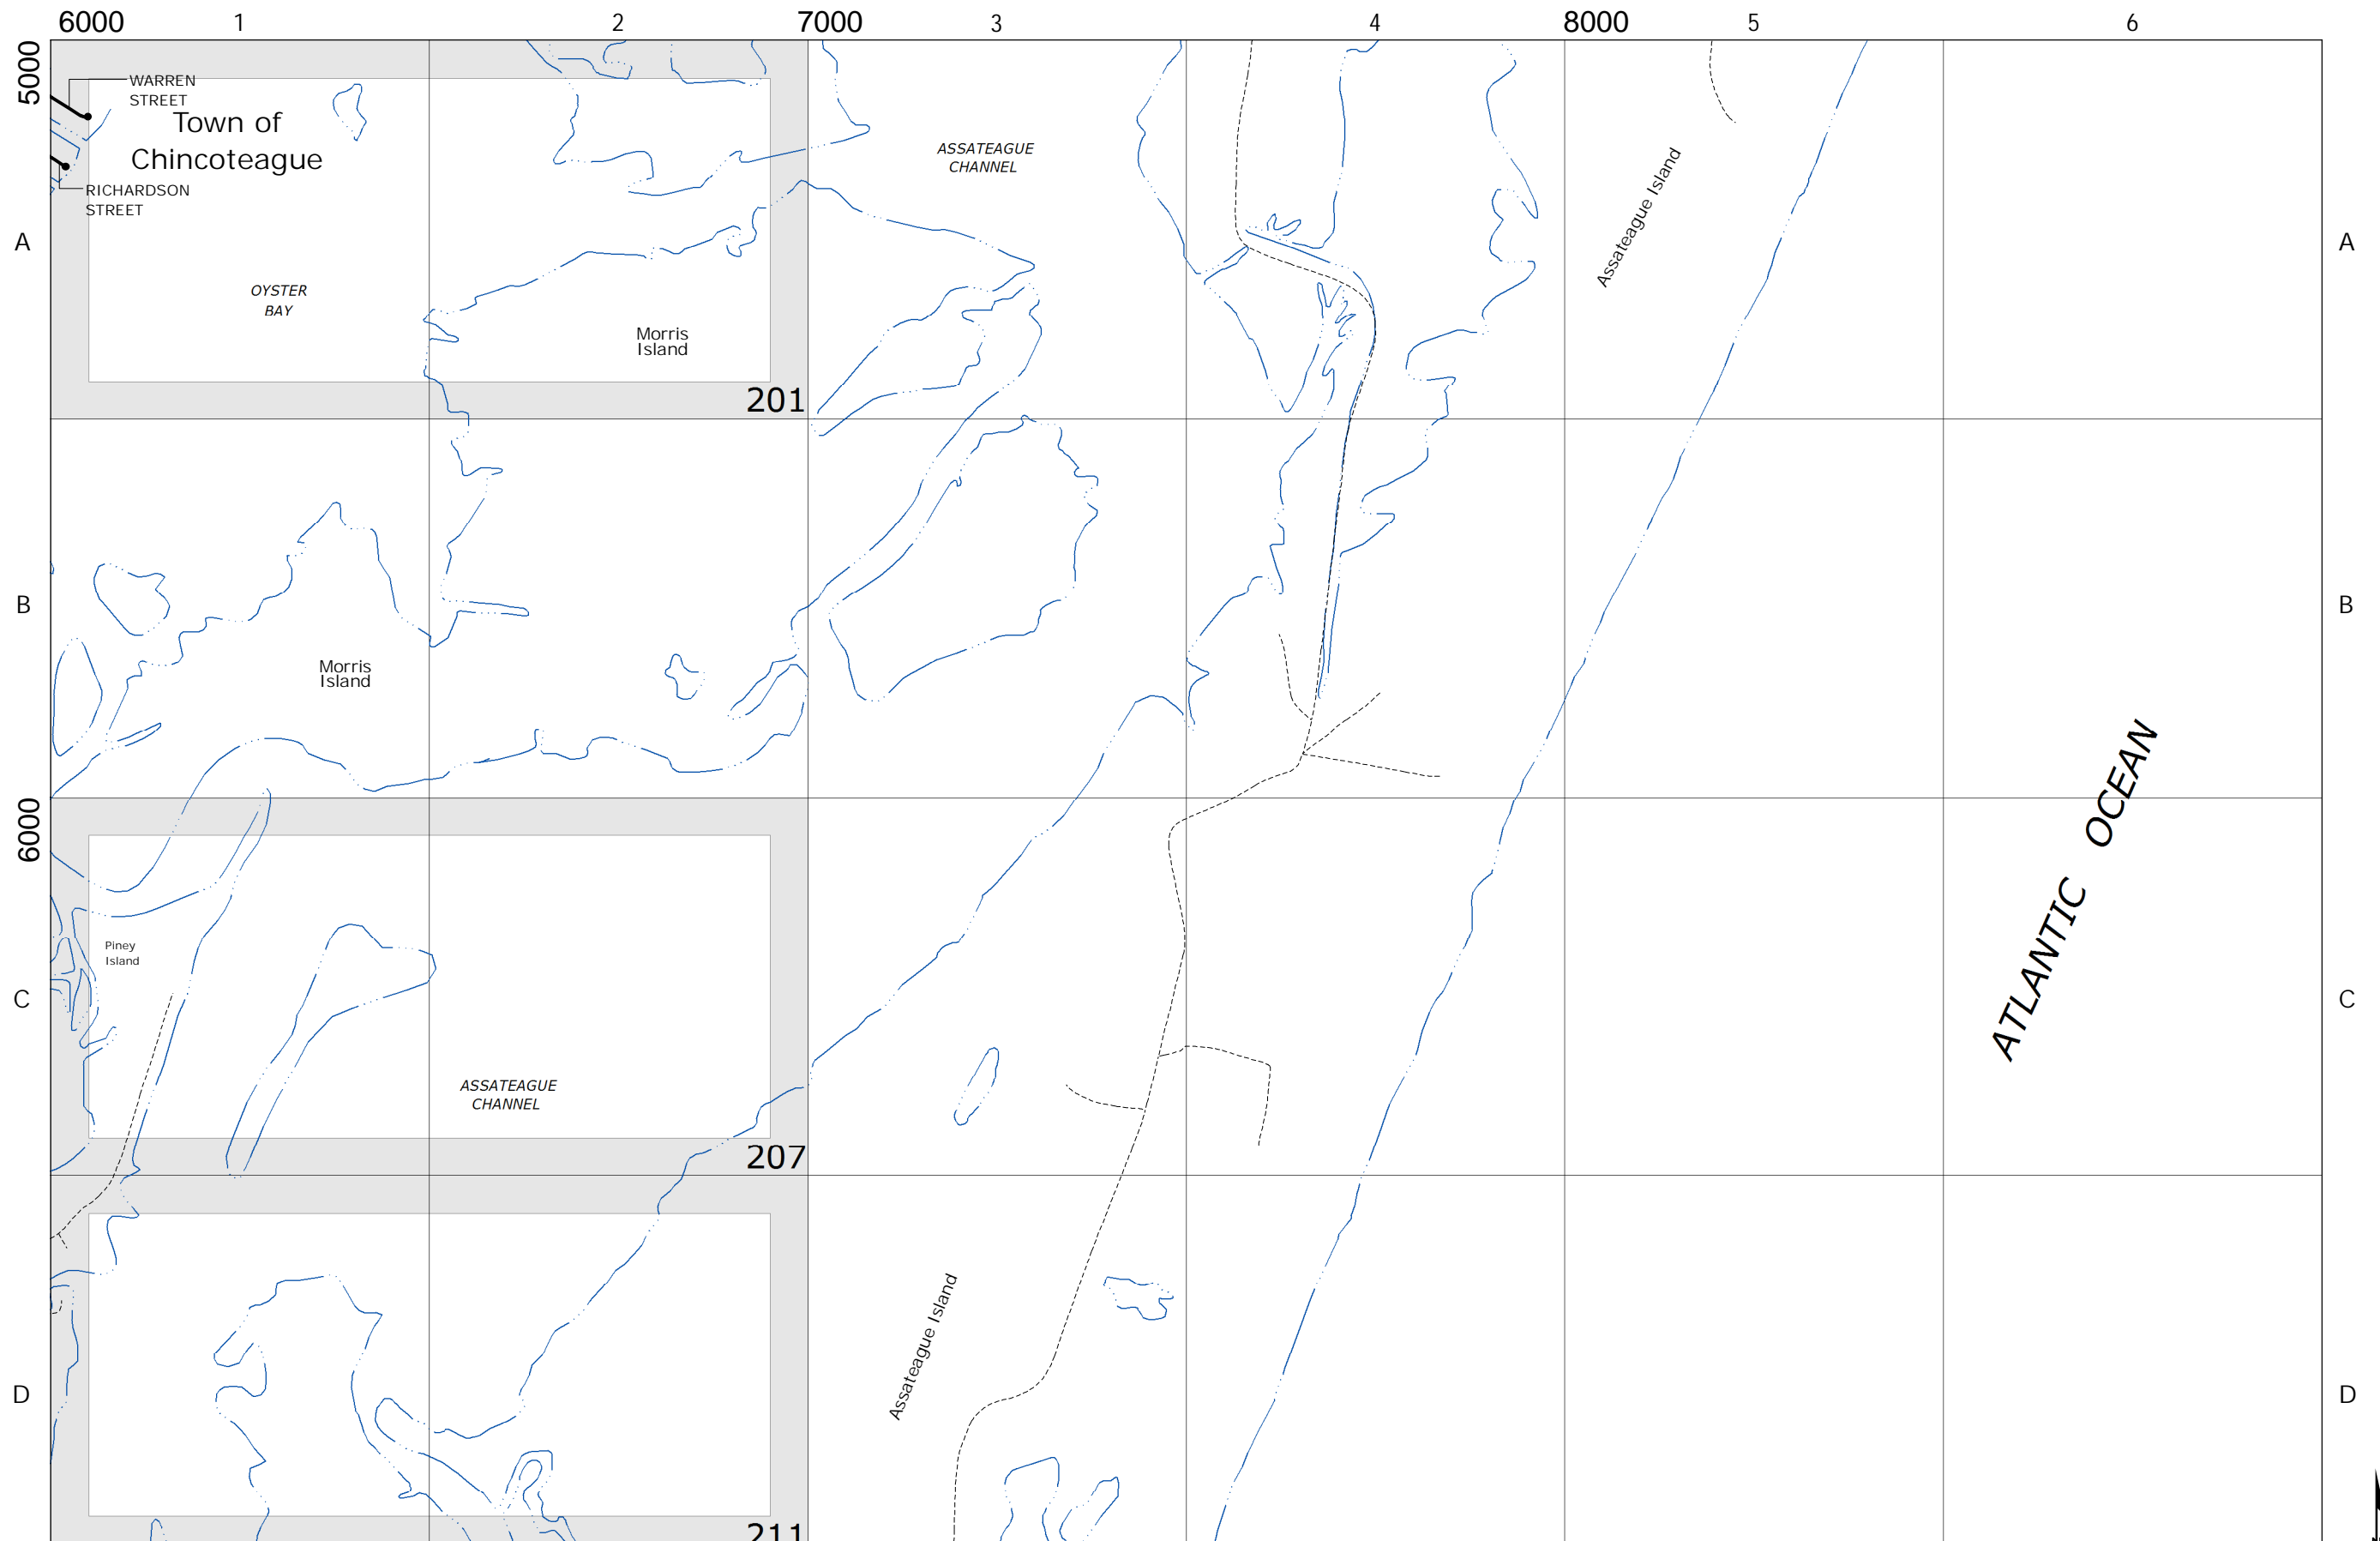 6000 1 2 7000 3 4 8000 5 6
5000
WARREN
STREET
Town of
Chincoteague
RICHARDSON
STREET
ASSATEAGUE
CHANNEL
Assateague Island
A
A
OYSTER
BAY
Morris
Island
201
B
B
Morris
Island
ATLANTIC OCEAN
6000
Piney
Island
C
C
ASSATEAGUE
CHANNEL
207
Assateague Island
D
D
211